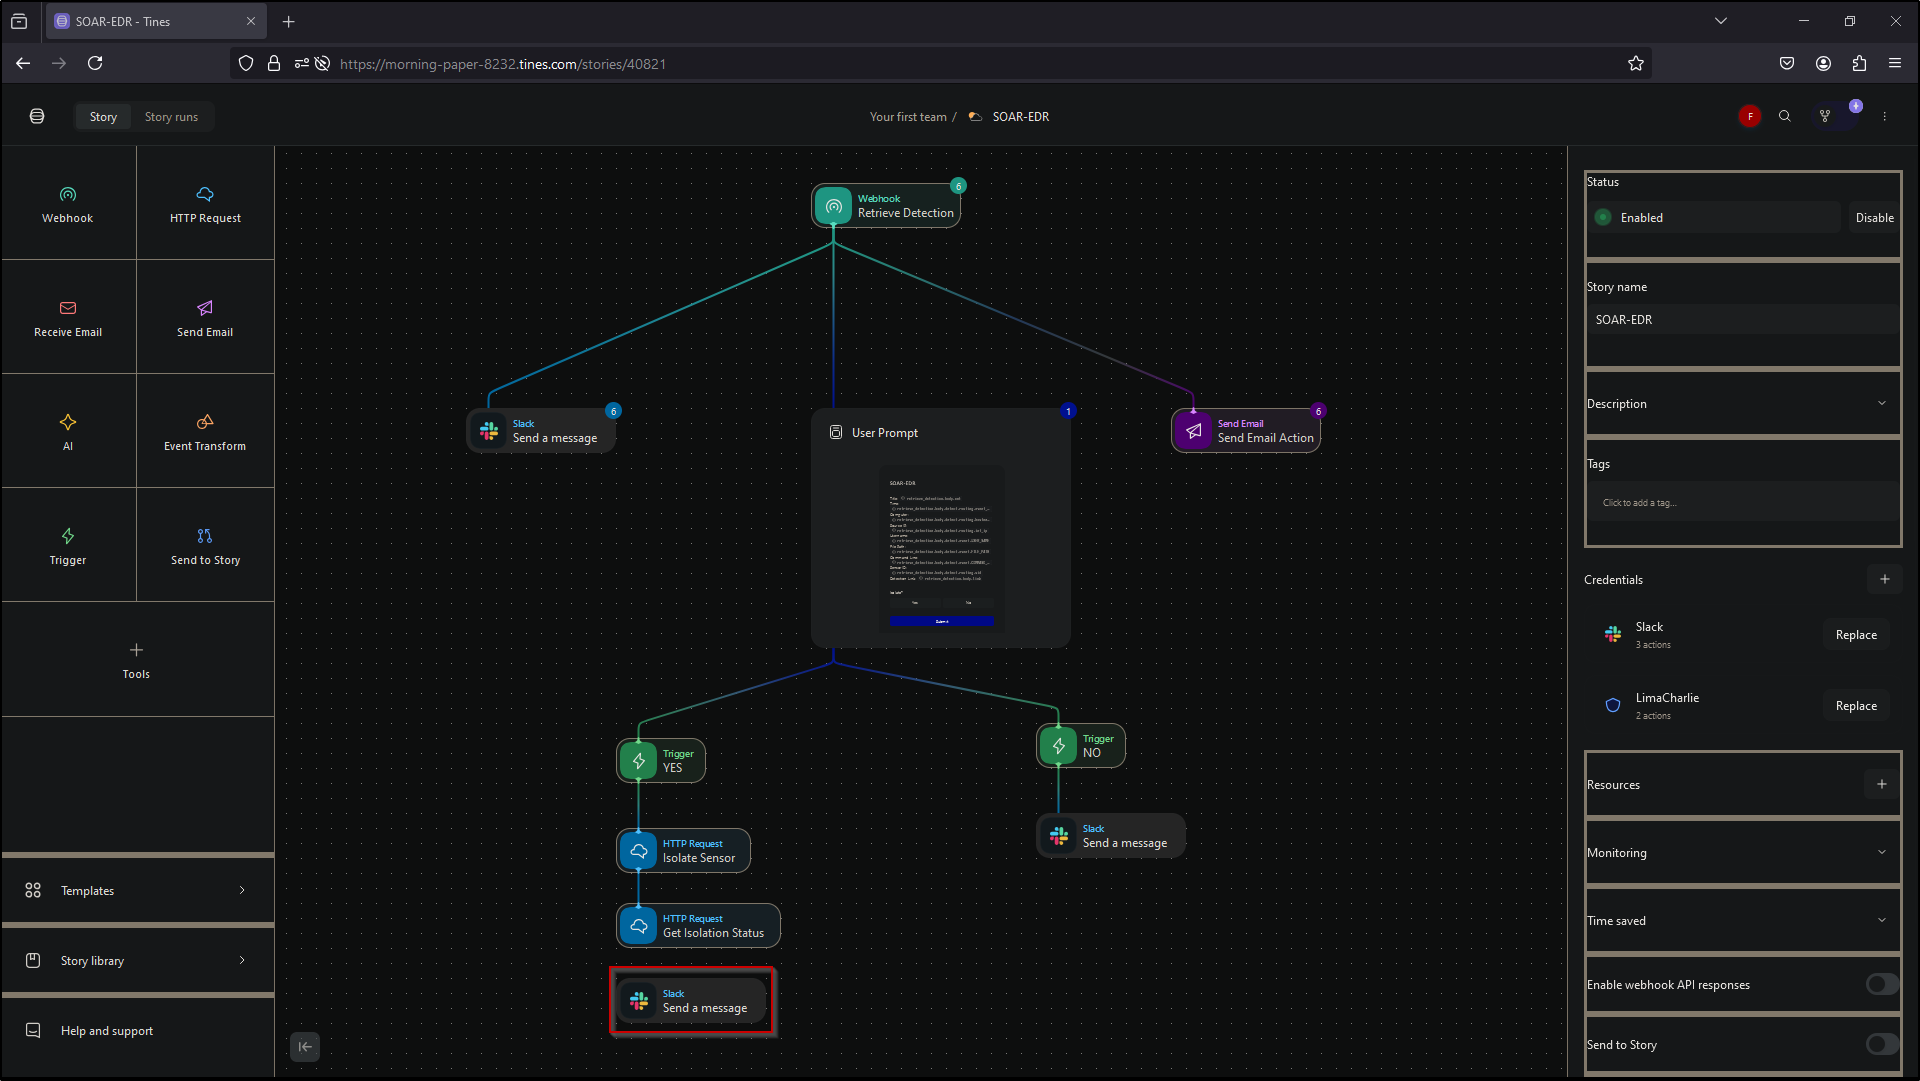 SOAR-EDR - Tines
https://morning-paper-8232.tines.com/stories/40821
Story
Story runs
Your first team / SOAR-EDR
F
Webhook
HTTP Request
Receive Email
Send Email
AI
Event Transform
Trigger
Send to Story
Tools
Templates
Story library
Help and support
6
Webhook
Retrieve Detection
6
Slack
Send a message
1
User Prompt
SOAR-EDR
Yes
No
Submit
6
Send Email
Send Email Action
Trigger
YES
Trigger
NO
HTTP Request
Isolate Sensor
Slack
Send a message
HTTP Request
Get Isolation Status
Slack
Send a message
Status
Enabled
Disable
Story name
SOAR-EDR
Description
Tags
Click to add a tag...
Credentials
Slack
3 actions
Replace
LimaCharlie
2 actions
Replace
Resources
Monitoring
Time saved
Enable webhook API responses
Send to Story